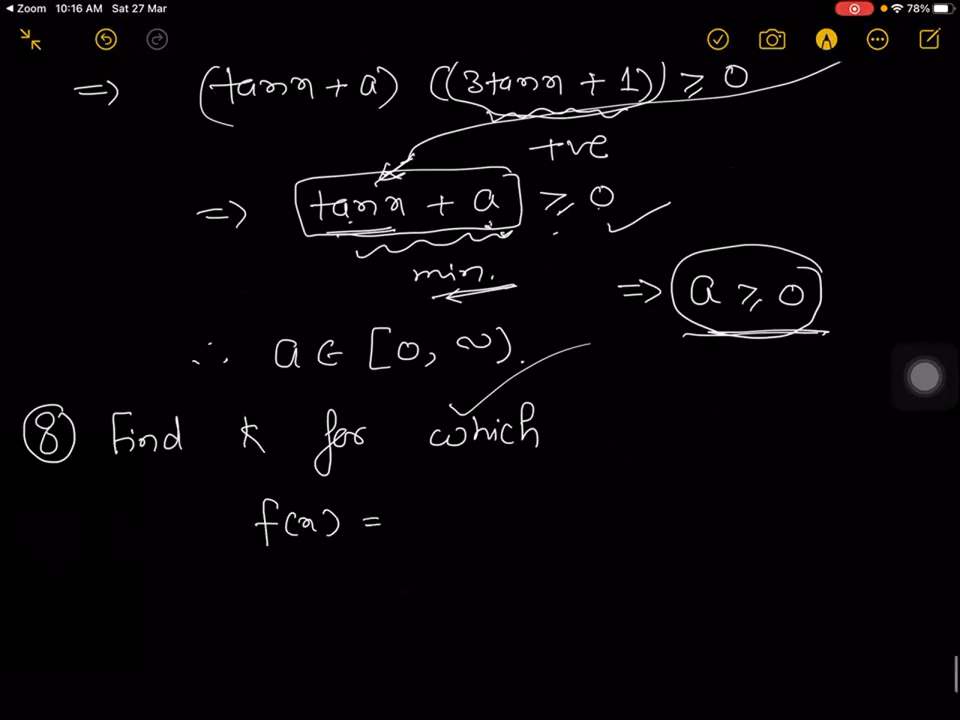 Zoom 10:16 AM Sat 27 Mar 78%
=> (tanx + a) ((3tanx + 1)) ≥ 0
+ve
=> tanx + a ≥ 0
min.
=> a ≥ 0
∴ a ∈ [0, ∞).
⑧ Find k for which
f(x) =